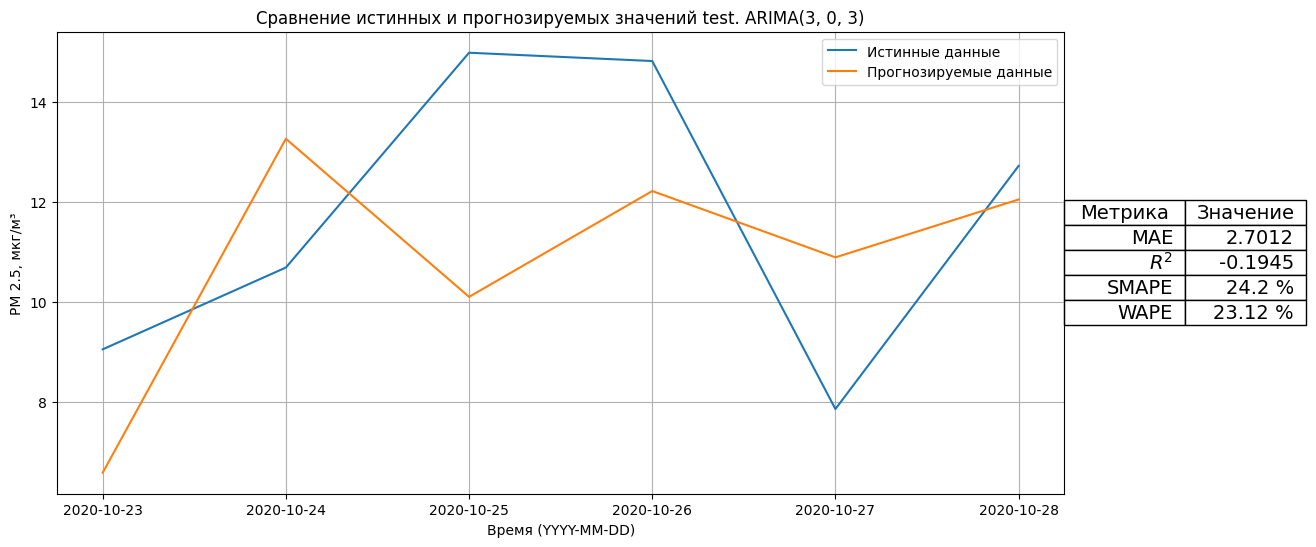 Сравнение истинных и прогнозируемых значений test. ARIMA(3, 0, 3)
Истинные данные
Прогнозируемые данные
14
12
10
8
PM 2.5, мкг/м³
2020-10-23 2020-10-24 2020-10-25 2020-10-26 2020-10-27 2020-10-28
Время (YYYY-MM-DD)
Метрика Значение
MAE 2.7012
R² -0.1945
SMAPE 24.2 %
WAPE 23.12 %